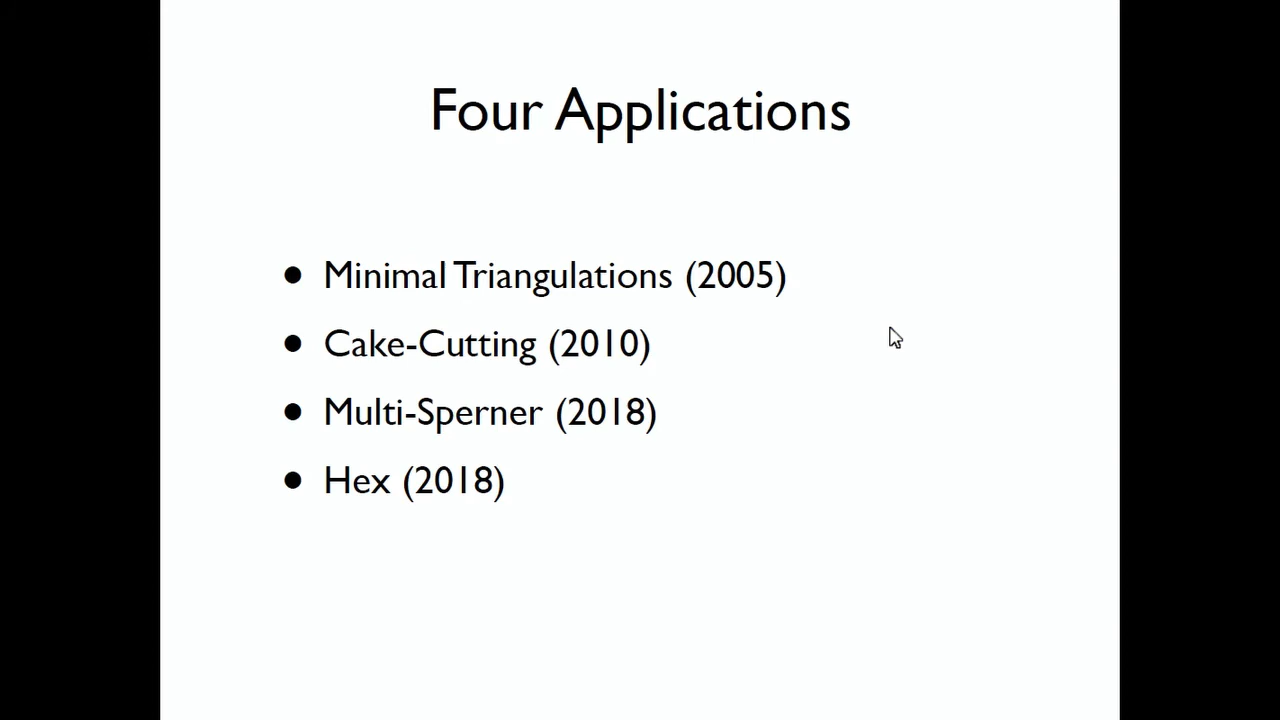 Four Applications
• Minimal Triangulations (2005)
• Cake-Cutting (2010)
• Multi-Sperner (2018)
• Hex (2018)